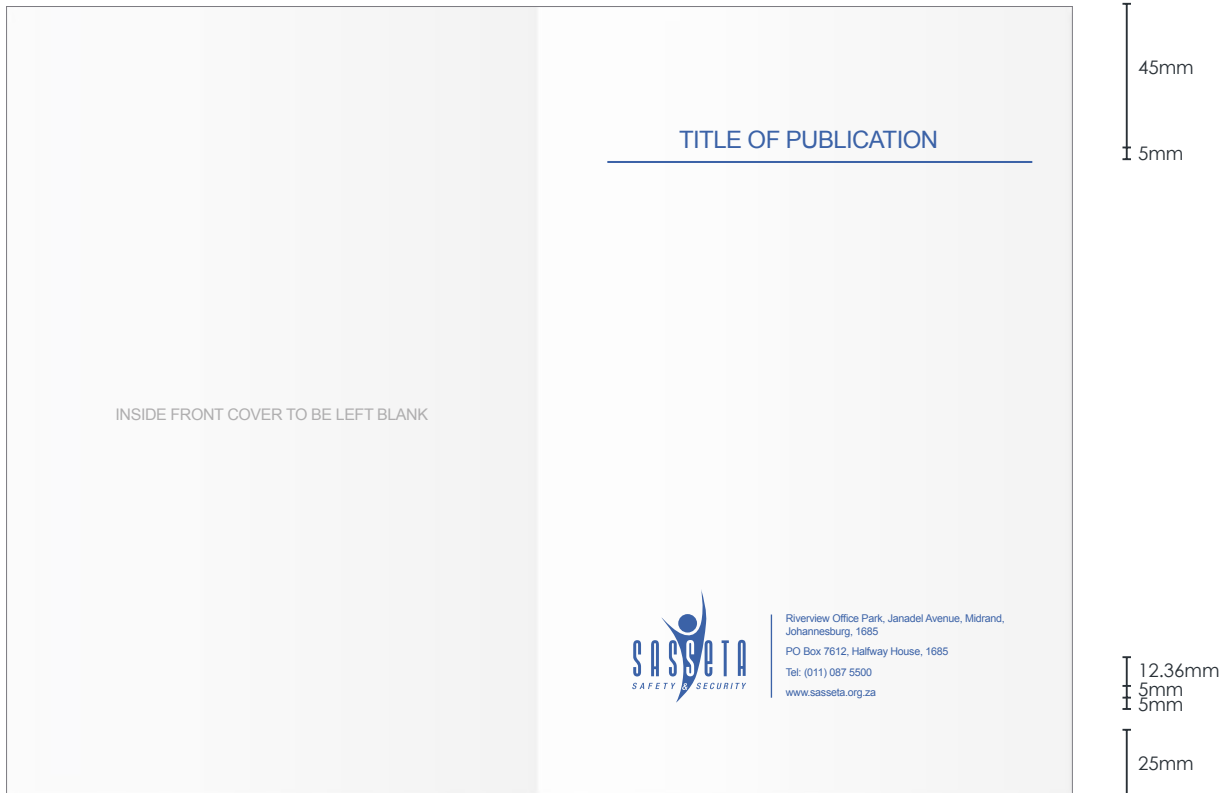 45mm
TITLE OF PUBLICATION
5mm
INSIDE FRONT COVER TO BE LEFT BLANK
SASSETA
SAFETY & SECURITY
Riverview Office Park, Janadel Avenue, Midrand,
Johannesburg, 1685
PO Box 7612, Halfway House, 1685
Tel: (011) 087 5500
www.sasseta.org.za
12.36mm
5mm
5mm
25mm